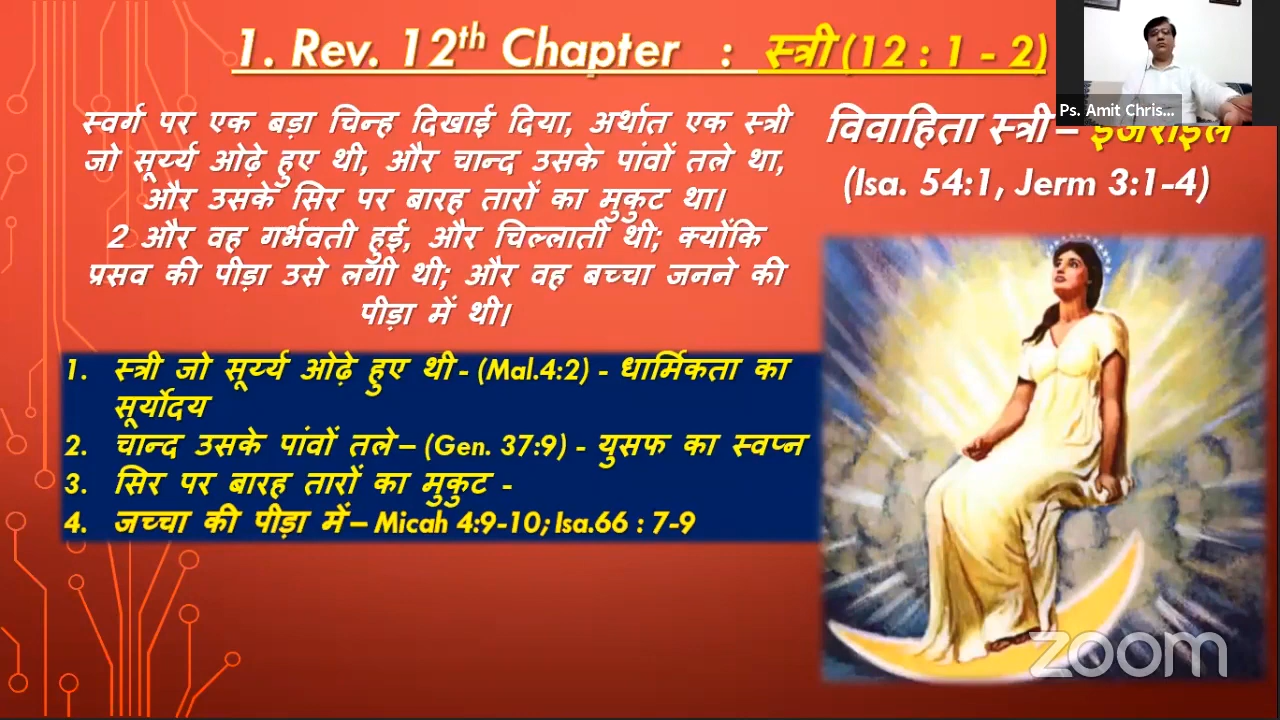 1. Rev. 12th Chapter : स्त्री (12 : 1 - 2)
Ps. Amit Chris...
स्वर्ग पर एक बड़ा चिन्ह दिखाई दिया, अर्थात एक स्त्री
जो सूर्य्य ओढ़े हुए थी, और चान्द उसके पांवों तले था,
और उसके सिर पर बारह तारों का मुकुट था।
2 और वह गर्भवती हुई, और चिल्लाती थी; क्योंकि
प्रसव की पीड़ा उसे लगी थी; और वह बच्चा जनने की
पीड़ा में थी।
विवाहिता स्त्री – इजराइल
(Isa. 54:1, Jerm 3:1-4)
1. स्त्री जो सूर्य्य ओढ़े हुए थी - (Mal.4:2) - धार्मिकता का
सूर्योदय
2. चान्द उसके पांवों तले – (Gen. 37:9) - युसफ का स्वप्न
3. सिर पर बारह तारों का मुकुट -
4. जच्चा की पीड़ा में – Micah 4:9-10; Isa.66 : 7-9
zoom